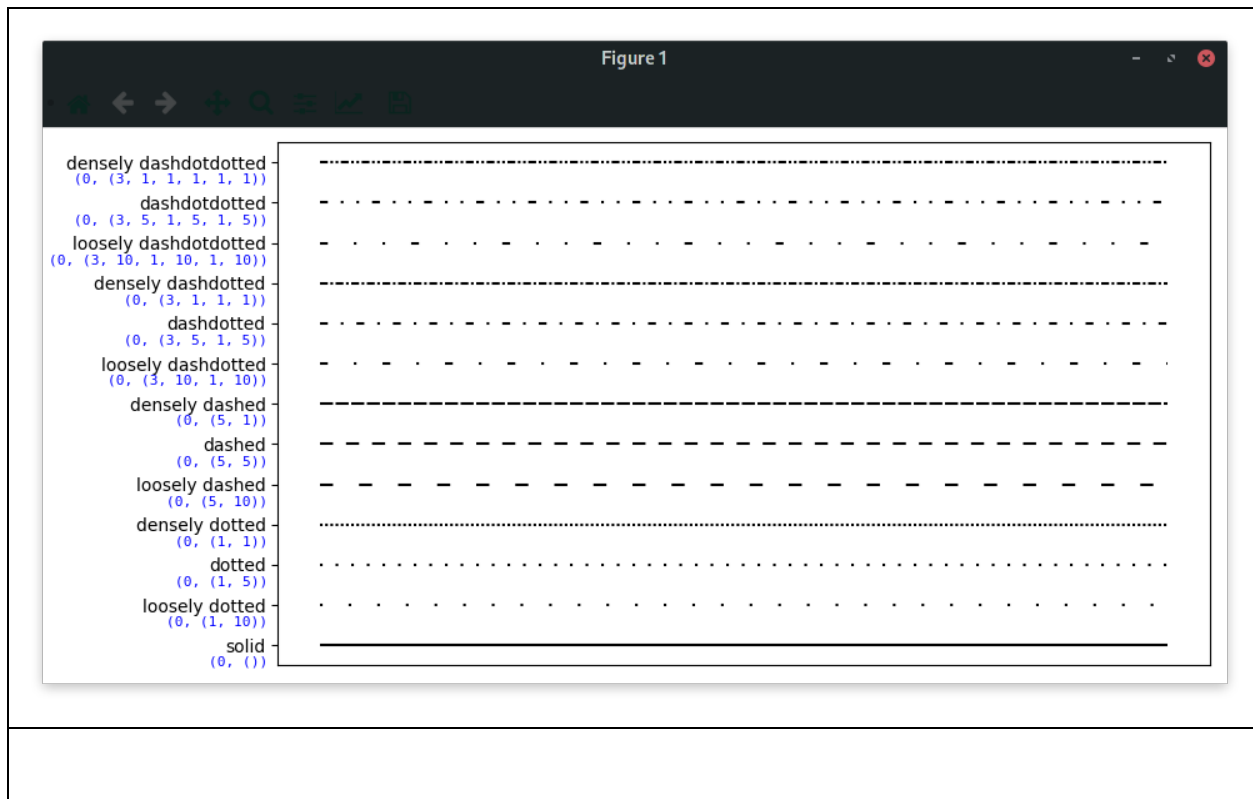 Figure 1
densely dashdotdotted
(0, (3, 1, 1, 1, 1, 1))
dashdotdotted
(0, (3, 5, 1, 5, 1, 5))
loosely dashdotdotted
(0, (3, 10, 1, 10, 1, 10))
densely dashdotted
(0, (3, 1, 1, 1))
dashdotted
(0, (3, 5, 1, 5))
loosely dashdotted
(0, (3, 10, 1, 10))
densely dashed
(0, (5, 1))
dashed
(0, (5, 5))
loosely dashed
(0, (5, 10))
densely dotted
(0, (1, 1))
dotted
(0, (1, 5))
loosely dotted
(0, (1, 10))
solid
(0, ())